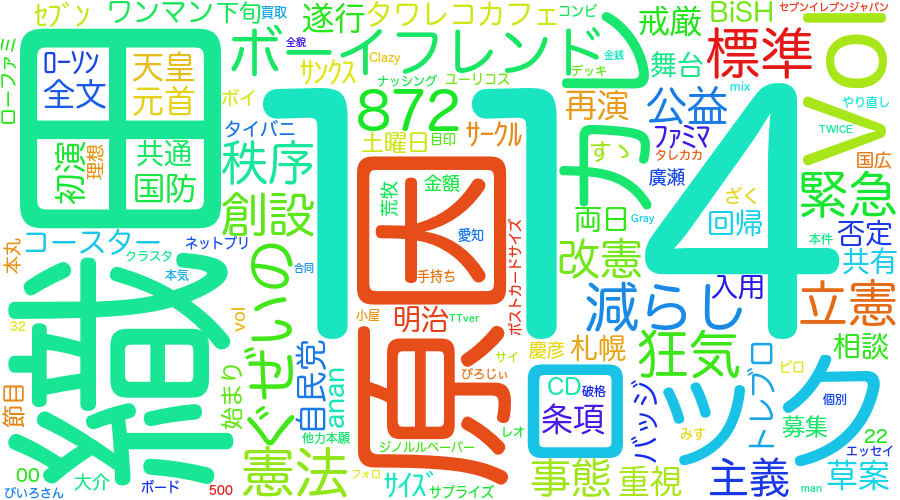 ｾﾌﾞﾝ
ワンマン
下旬
買取
遂行
タワレコカフェ
コンビ
戒厳
BiSH
セブンイレブンジャパン
ローファミ
ﾛｰｿﾝ
全文
天皇
元首
田
ボーイフレンド
全貌
ｻﾝｸｽ
Clazy
金銭
デッキ
舞台
標準
Vol
ボイ
872
ナッシング
ユーリコス
再演
公益
mix
やり直し
タイバニ
土曜日
目印
サークル
カレ
すゝ
ﾌｧﾐﾏ
タレカカ
TWICE
国広
初演
理想
共通
国防
秩序
11
4
因
荒牧
金額
廣瀬
ざく
緊急
創設
両日
Gray
回帰
否定
本丸
コースター
ネットプリ
クラスタ
本気
ぐぜいの
合同
愛知
手持ち
ポストカードサイズ
改憲
本件
共有
織
32
vol
小屋
明治
TTver
原
減らし
入用
立憲
節目
始まり
自民党
anan
サイ
慶彦
札幌
狂気
トレブロ
ピロ
相談
ぴろじぃ
CD
破格
条項
ロック
バッジ
個別
募集
22
他力本願
ジノルルペーパー
レオ
みす
エッセイ
00
大介
ボード
憲法
フォロ
ｻｲｽﾞ
サプライズ
事態
重視
主義
草案
man
ぴいろさん
500